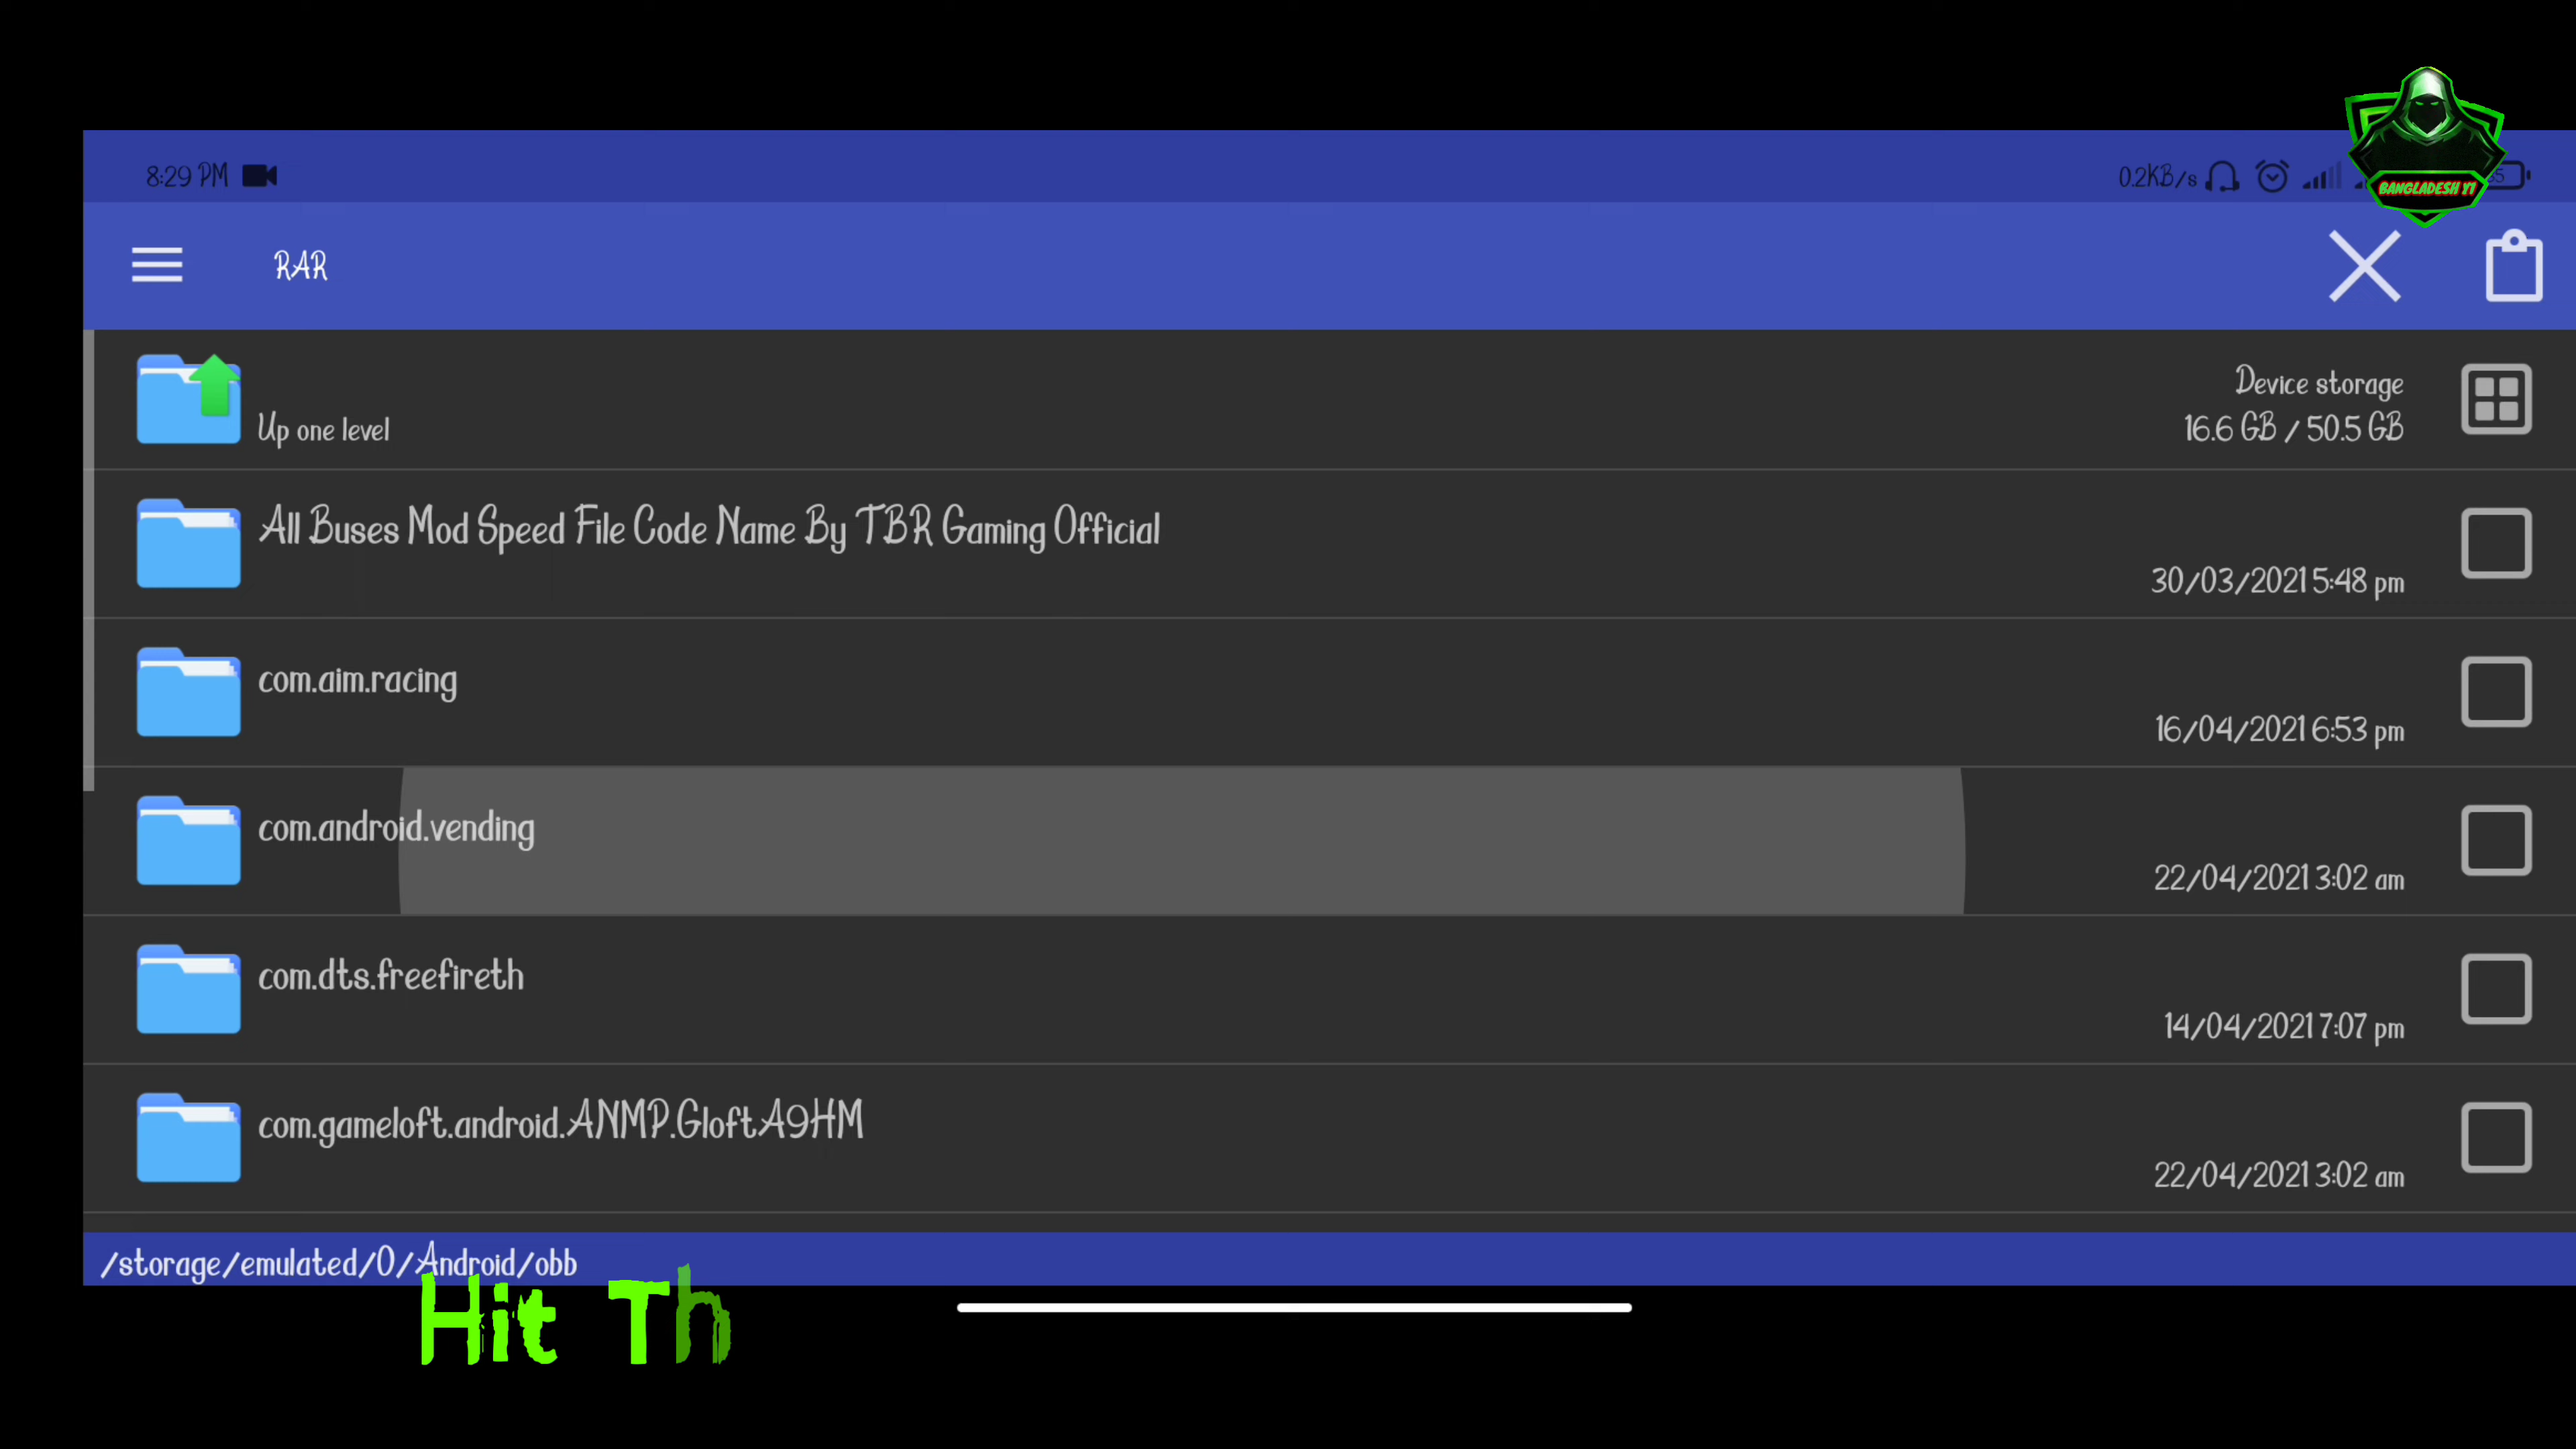 8:29 PM
0.2KB/s
BANGLADESH YT
RAR
Up one level
Device storage
16.6 GB / 50.5 GB
All Buses Mod Speed File Code Name By TBR Gaming Official
30/03/2021 5:48 pm
com.aim.racing
16/04/2021 6:53 pm
com.android.vending
22/04/2021 3:02 am
com.dts.freefireth
14/04/2021 7:07 pm
com.gameloft.android.ANMP.GloftA9HM
22/04/2021 3:02 am
/storage/emulated/0/Android/obb
Hit Th